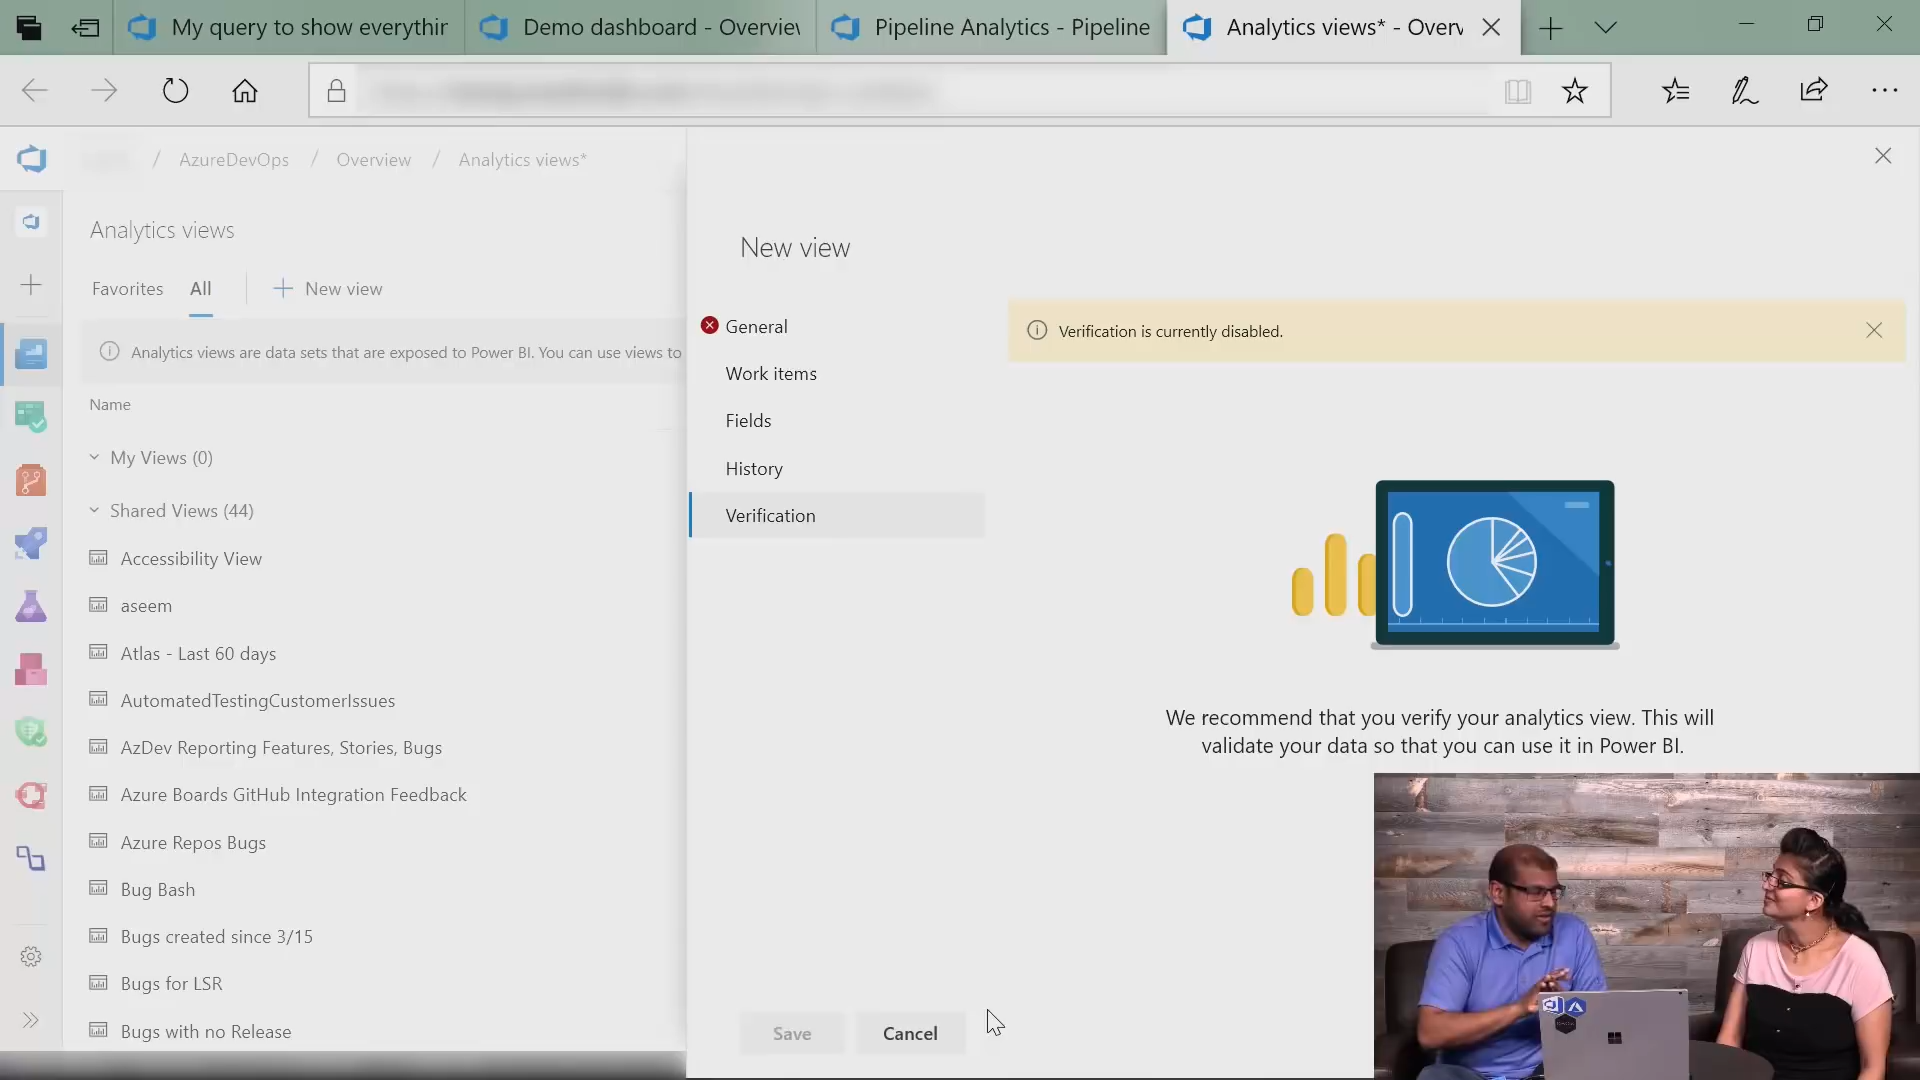 My query to show everythin
Demo dashboard - Overview
Pipeline Analytics - Pipeline
Analytics views* - Overv
/ AzureDevOps / Overview / Analytics views*
Analytics views
Favorites
All
New view
Analytics views are data sets that are exposed to Power BI. You can use views to
Name
My Views (0)
Shared Views (44)
Accessibility View
aseem
Atlas - Last 60 days
AutomatedTestingCustomerIssues
AzDev Reporting Features, Stories, Bugs
Azure Boards GitHub Integration Feedback
Azure Repos Bugs
Bug Bash
Bugs created since 3/15
Bugs for LSR
Bugs with no Release
New view
General
Work items
Fields
History
Verification
Verification is currently disabled.
We recommend that you verify your analytics view. This will
validate your data so that you can use it in Power BI.
Save
Cancel